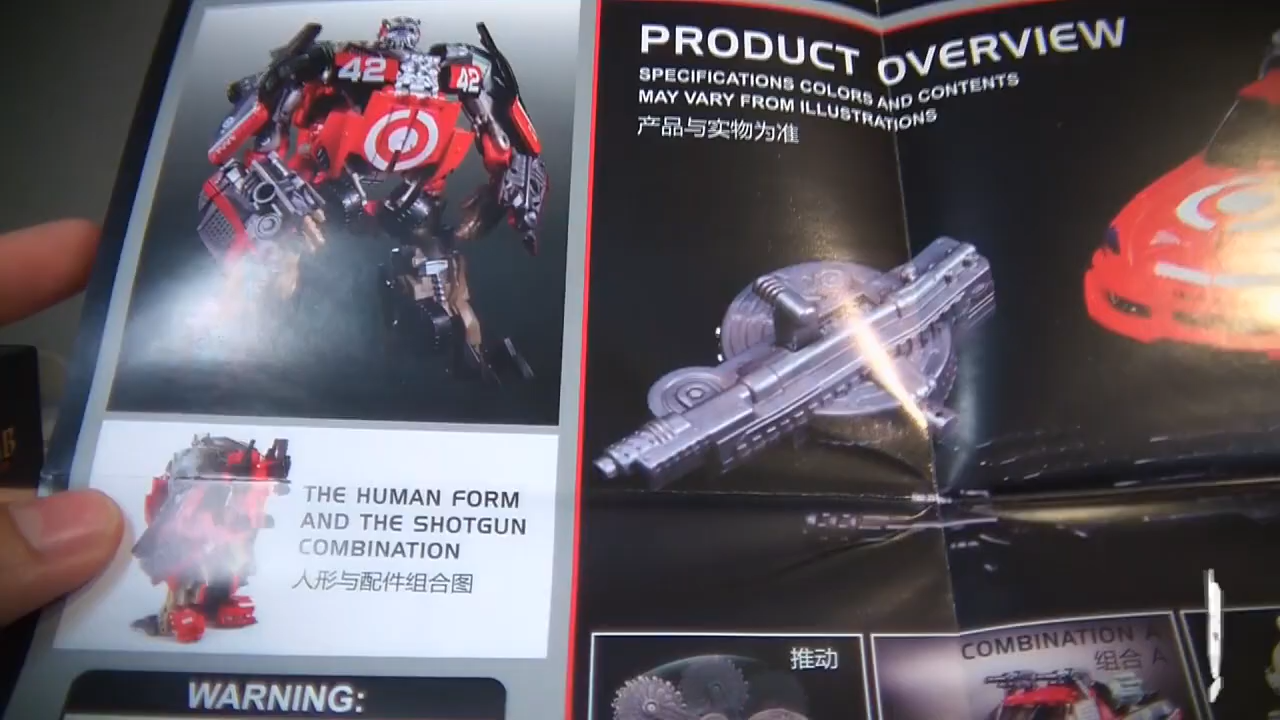 42
42
THE HUMAN FORM
AND THE SHOTGUN
COMBINATION
人形与配件组合图
WARNING:
PRODUCT OVERVIEW
SPECIFICATIONS COLORS AND CONTENTS
MAY VARY FROM ILLUSTRATIONS
产品与实物为准
推动
COMBINATION A
组合 A